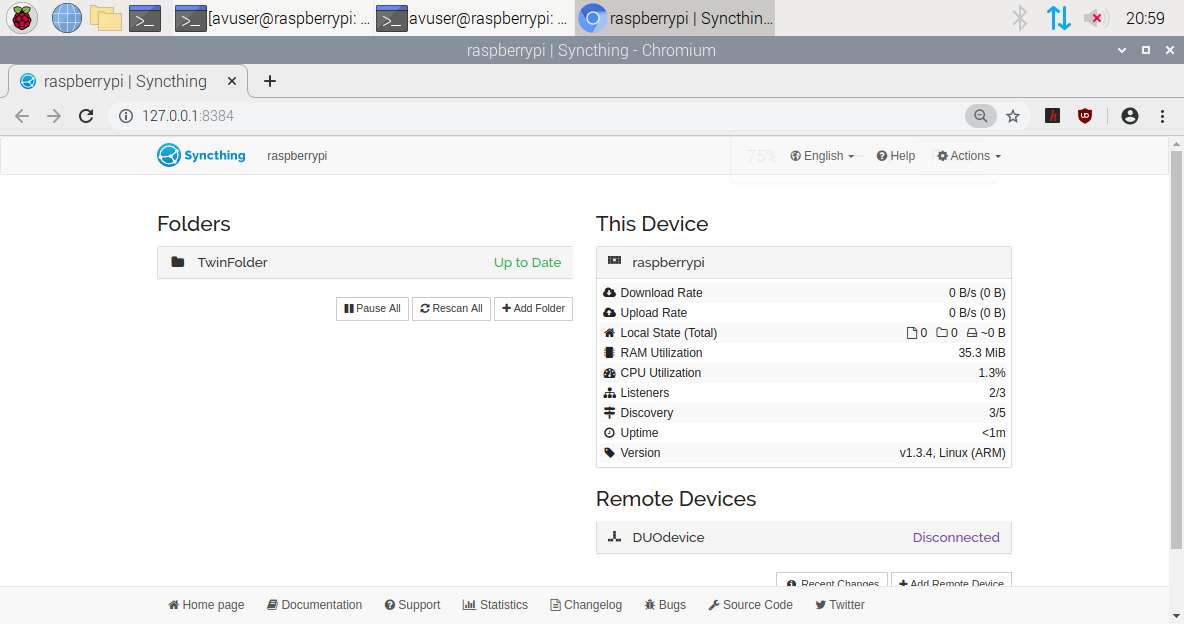 [avuser@raspberrypi: ... avuser@raspberrypi: ... raspberrypi | Syncthin... 20:59
raspberrypi | Syncthing - Chromium
raspberrypi | Syncthing
127.0.0.1:8384
Syncthing raspberrypi 75% English Help Actions
Folders
TwinFolder Up to Date
Pause All Rescan All Add Folder
This Device
raspberrypi
Download Rate 0 B/s (0 B)
Upload Rate 0 B/s (0 B)
Local State (Total) 0 0 ~0 B
RAM Utilization 35.3 MiB
CPU Utilization 1.3%
Listeners 2/3
Discovery 3/5
Uptime <1m
Version v1.3.4, Linux (ARM)
Remote Devices
DUOdevice Disconnected
Recent Changes Add Remote Device
Home page Documentation Support Statistics Changelog Bugs Source Code Twitter